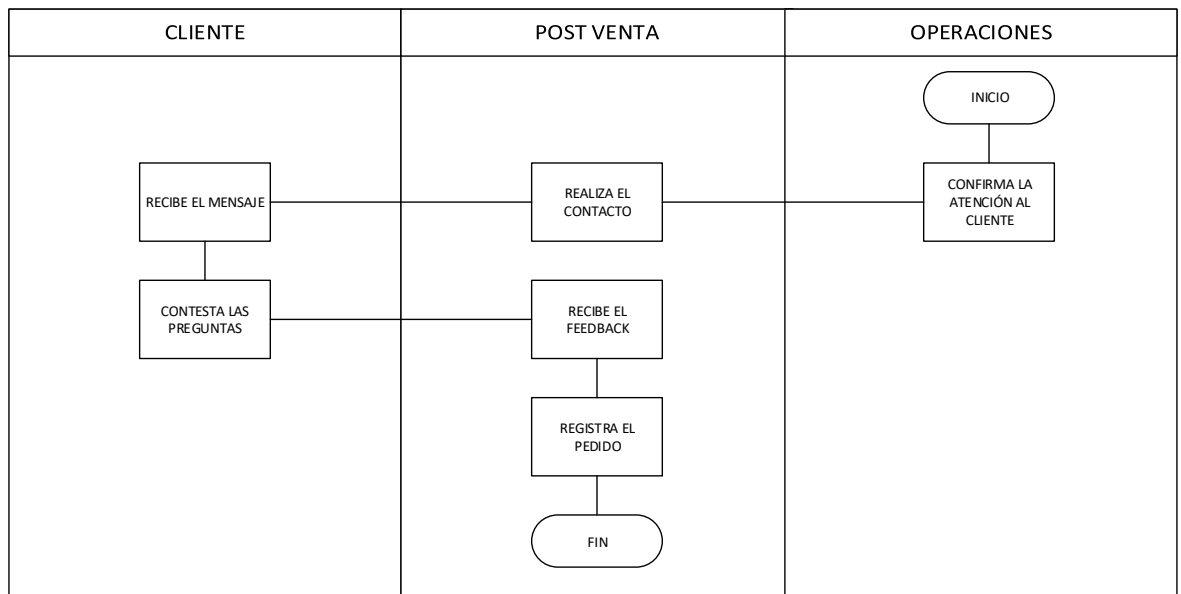 CLIENTE
POST VENTA
OPERACIONES
INICIO
RECIBE EL MENSAJE
REALIZA EL
CONTACTO
CONFIRMA LA
ATENCIÓN AL
CLIENTE
CONTESTA LAS
PREGUNTAS
RECIBE EL
FEEDBACK
REGISTRA EL
PEDIDO
FIN